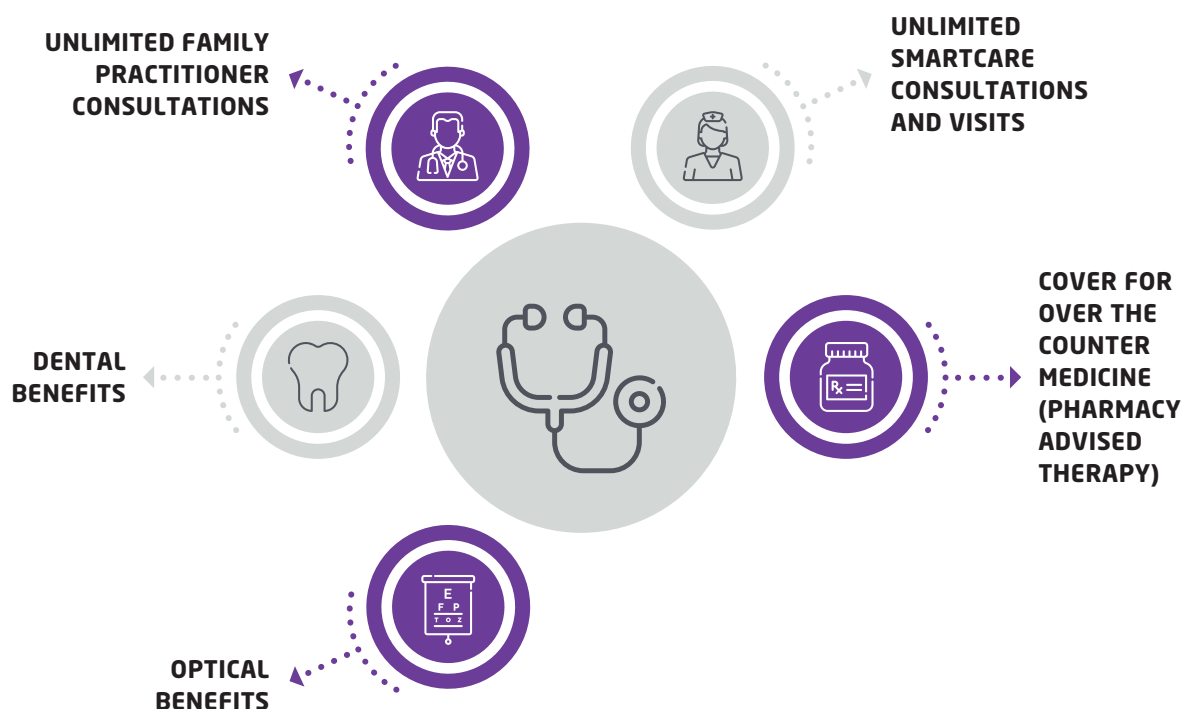 UNLIMITED FAMILY
PRACTITIONER
CONSULTATIONS
UNLIMITED
SMARTCARE
CONSULTATIONS
AND VISITS
DENTAL
BENEFITS
COVER FOR
OVER THE
COUNTER
MEDICINE
(PHARMACY
ADVISED
THERAPY)
Rx
E
F P
T O Z
OPTICAL
BENEFITS